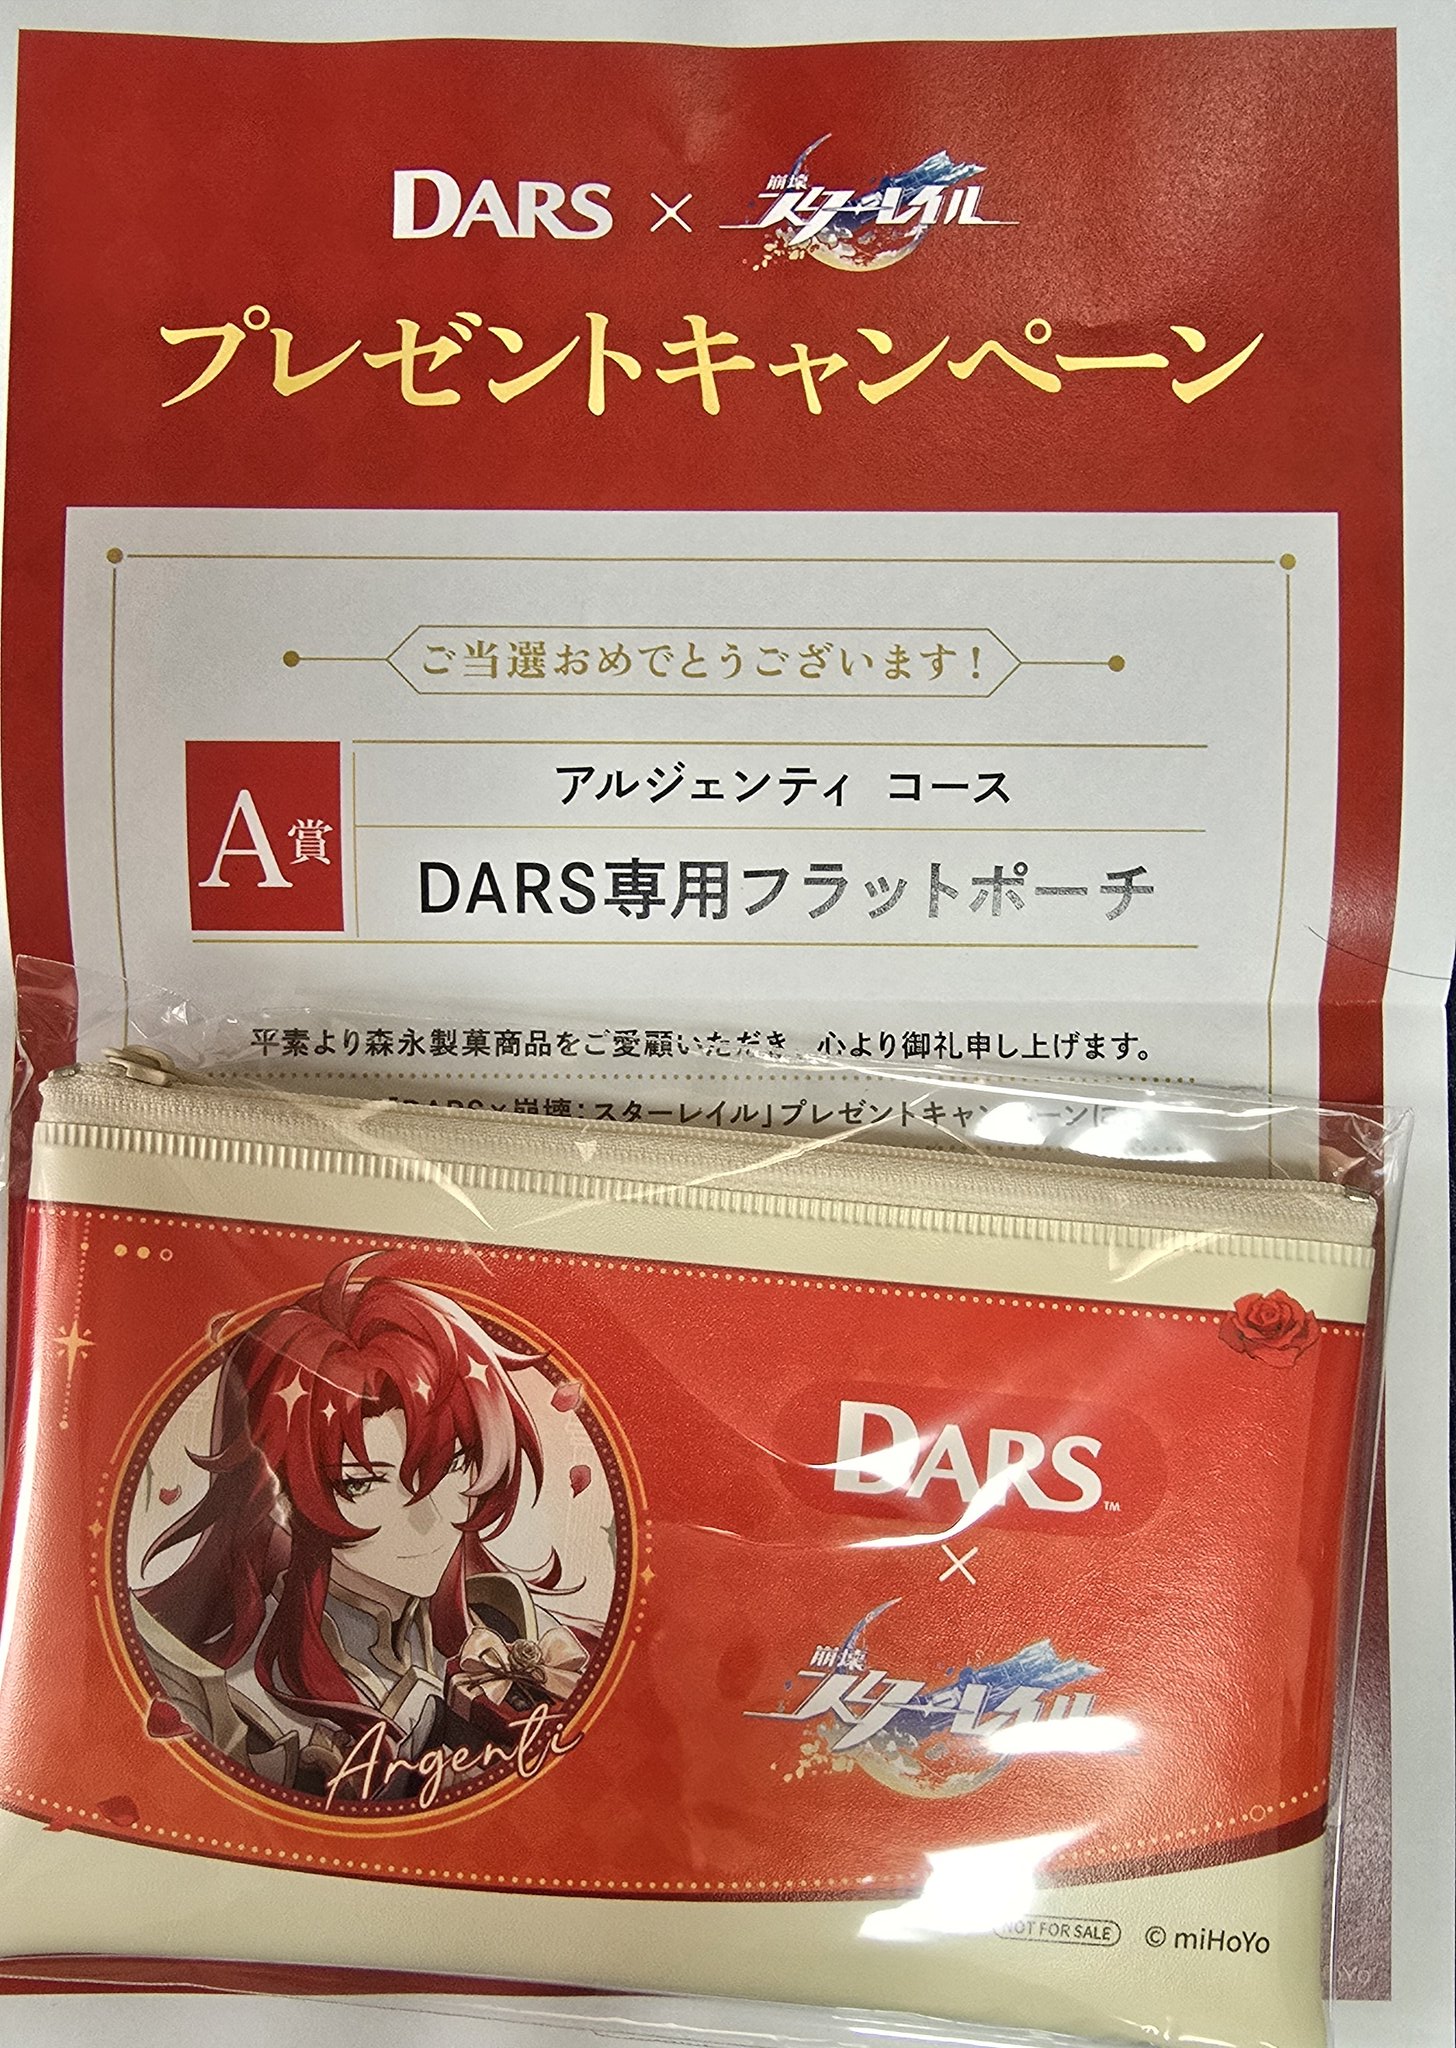 DARS × 崩壊 スターレイル
プレゼントキャンペーン
ご当選おめでとうございます!
A賞
アルジェンティ コース
DARS専用フラットポーチ
平素より森永製菓商品をご愛顧いただき、心より御礼申し上げます。
「DARS×崩壊:スターレイル」プレゼントキャンペーンに
DARS™
×
崩壊
スターレイル
Argenti
NOT FOR SALE © miHoYo